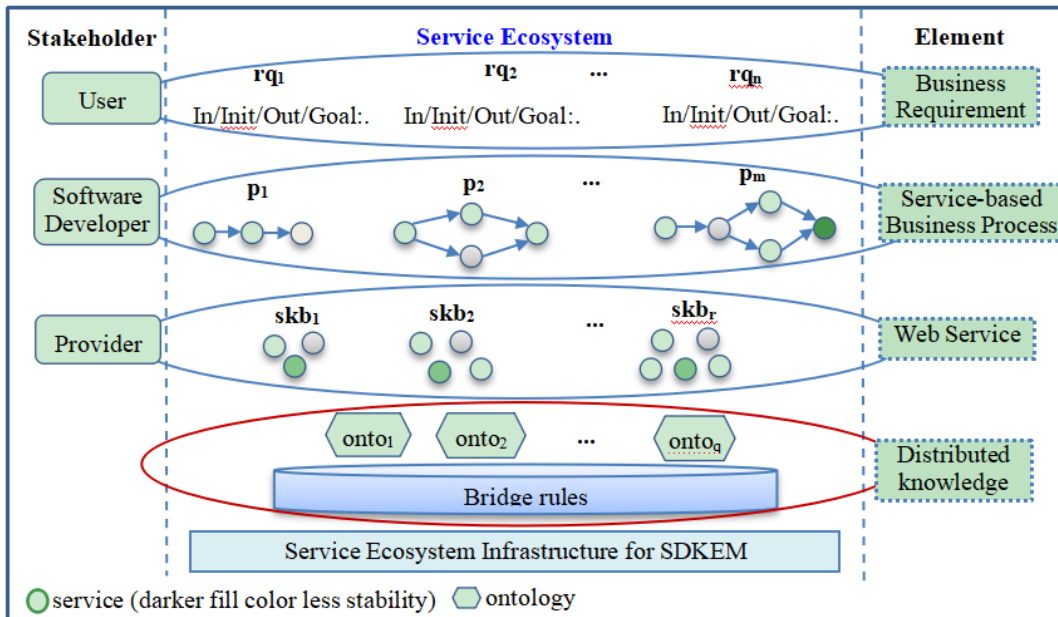 Stakeholder Service Ecosystem Element
rq₁ rq₂ ... rqₙ
User
Business
Requirement
In/Init/Out/Goal:. In/Init/Out/Goal:. In/Init/Out/Goal:.
p₁ p₂ ... pₘ
Software
Developer
Service-based
Business Process
skb₁ skb₂ ... skbᵣ
Provider
Web Service
onto₁ onto₂ ... ontoq
Distributed
knowledge
Bridge rules
Service Ecosystem Infrastructure for SDKEM
service (darker fill color less stability) ontology